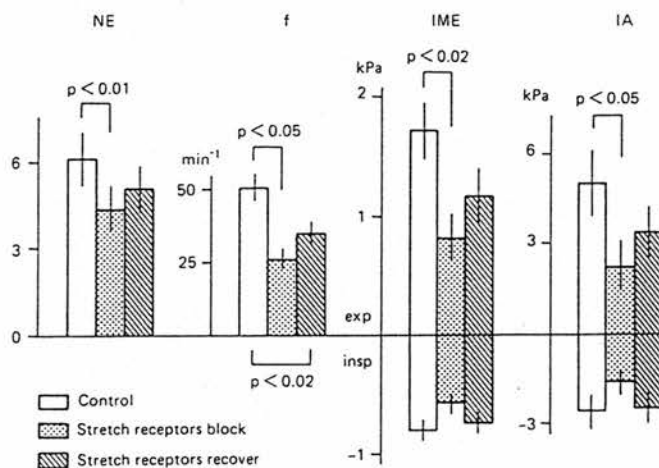 NE f IME IA
p < 0.01
6
3
0
min⁻¹
p < 0.05
50
25
p < 0.02
kPa
p < 0.02
2
1
exp
insp
-1
kPa
p < 0.05
6
3
-3
Control
Stretch receptors block
Stretch receptors recover